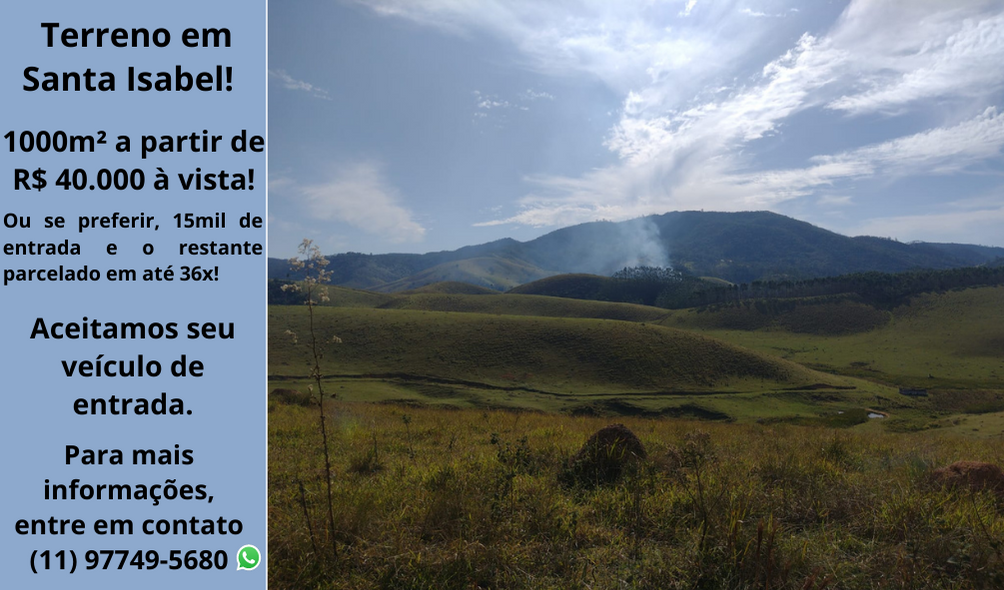 Terreno em
Santa Isabel!
1000m² a partir de
R$ 40.000 à vista!
Ou se preferir, 15mil de
entrada e o restante
parcelado em até 36x!
Aceitamos seu
veículo de
entrada.
Para mais
informações,
entre em contato
(11) 97749-5680